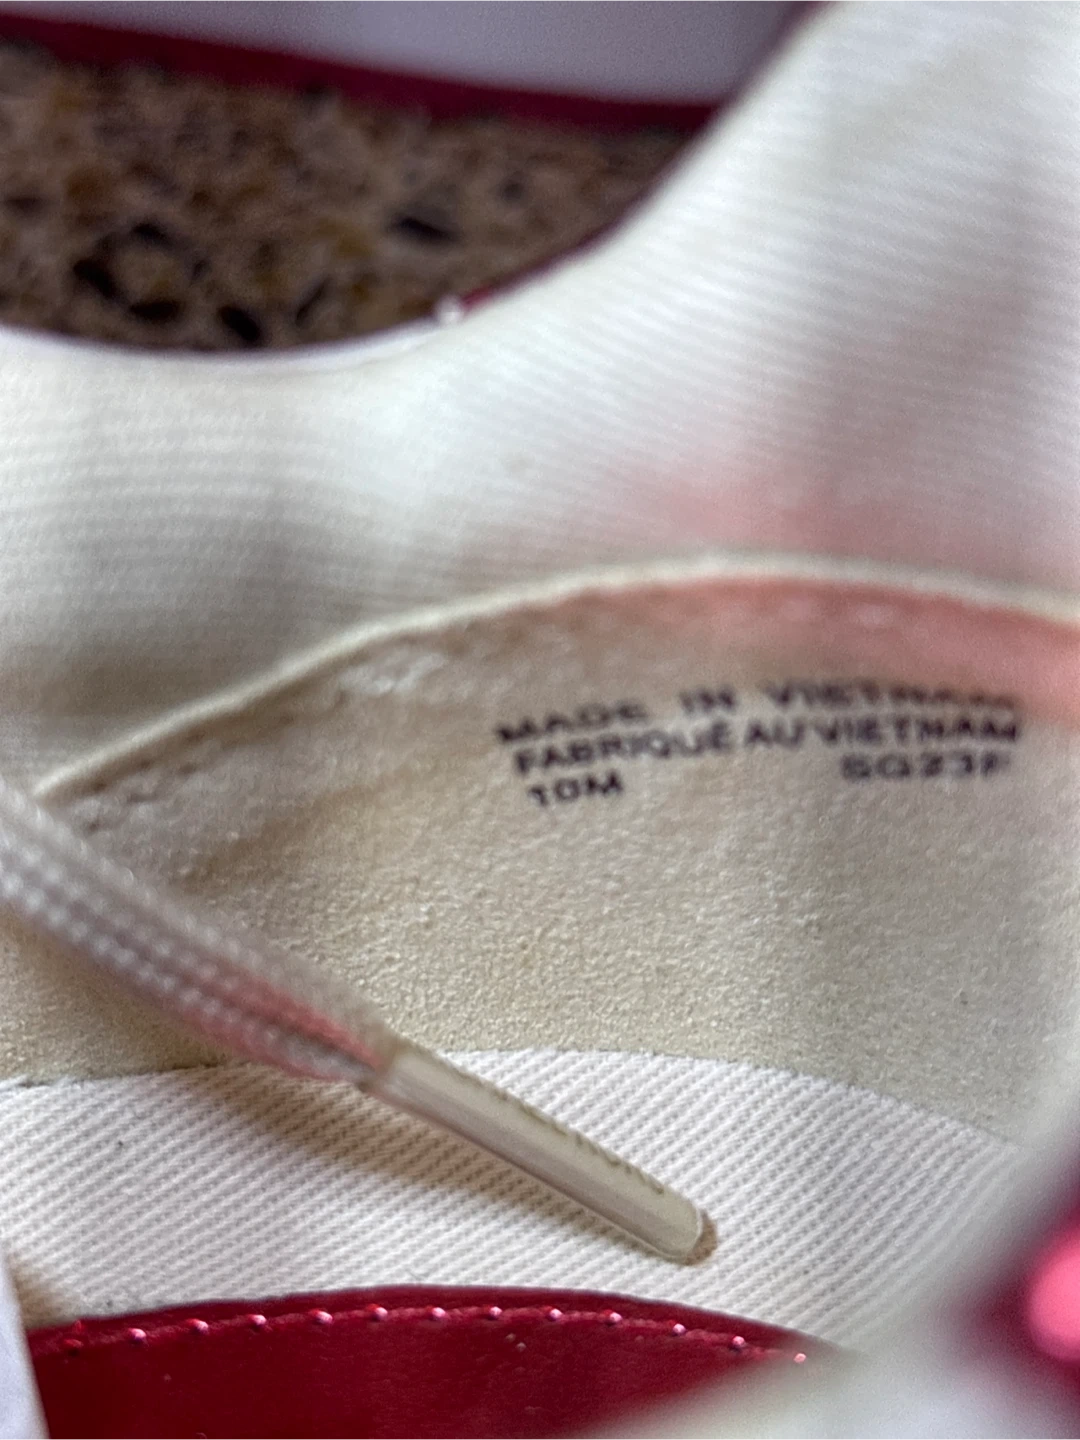 MADE IN VIETNAM
FABRIQUÉ AU VIETNAM
10M SG23F